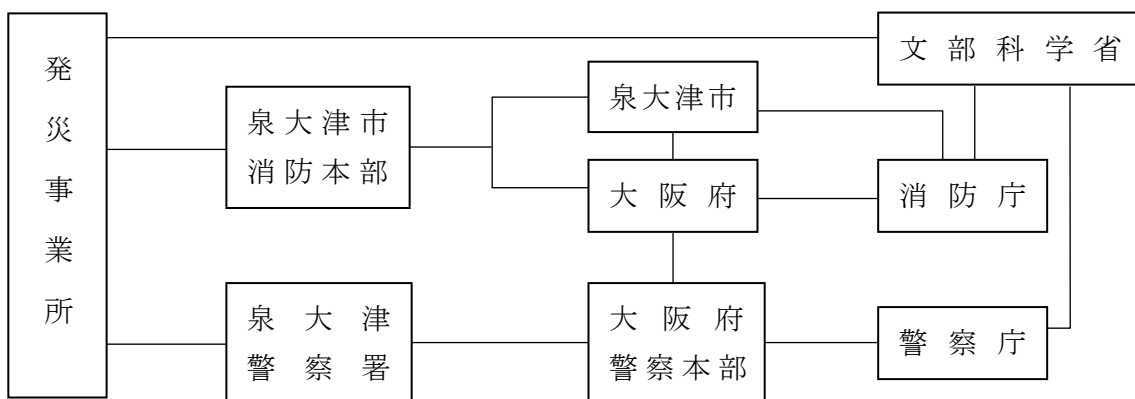 発災事業所
文部科学省
泉大津市
消防本部
泉大津市
大阪府
消防庁
泉大津
警察署
大阪府
警察本部
警察庁